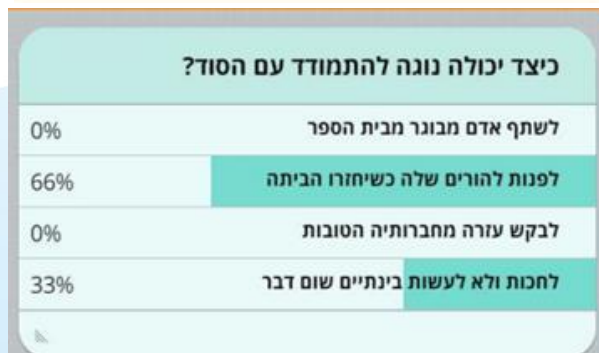 כיצד יכולה נוגה להתמודד עם הסוד?
לשתף אדם מבוגר מבית הספר 0%
לפנות להורים שלה כשיחזרו הביתה 66%
לבקש עזרה מחברותיה הטובות 0%
לחכות ולא לעשות בינתיים שום דבר 33%